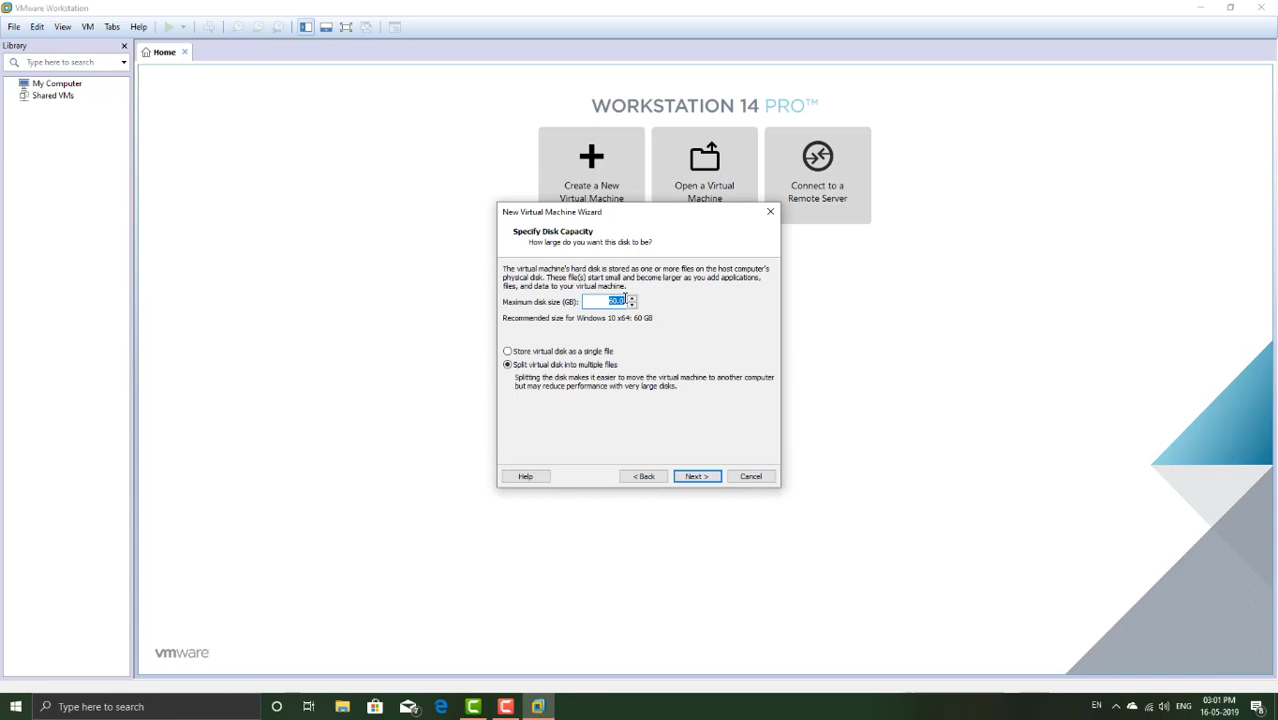 VMware Workstation
File Edit View VM Tabs Help
Library
Home
Type here to search
My Computer
Shared VMs
WORKSTATION 14 PRO™
Create a New
Virtual Machine
Open a Virtual
Machine
Connect to a
Remote Server
New Virtual Machine Wizard
Specify Disk Capacity
How large do you want this disk to be?
The virtual machine's hard disk is stored as one or more files on the host computer's
physical disk. These file(s) start small and become larger as you add applications,
files, and data to your virtual machine.
Maximum disk size (GB): 60.0
Recommended size for Windows 10 x64: 60 GB
Store virtual disk as a single file
Split virtual disk into multiple files
Splitting the disk makes it easier to move the virtual machine to another computer
but may reduce performance with very large disks.
Help < Back Next > Cancel
vmware
Type here to search
EN ENG
03:01 PM
16-05-2019